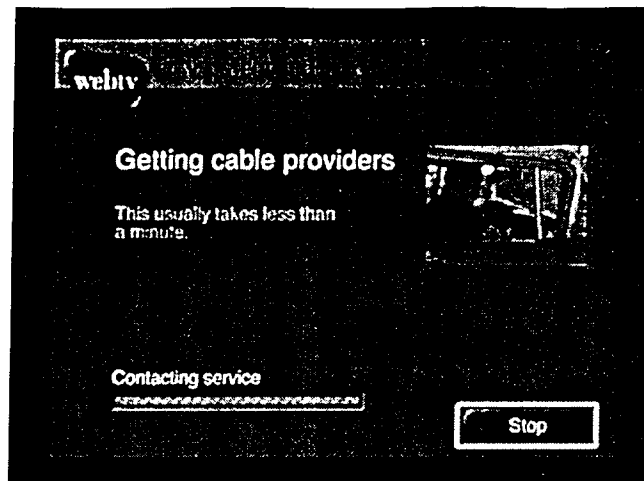 webtv
Getting cable providers
This usually takes less than
a minute.
Contacting service
Stop